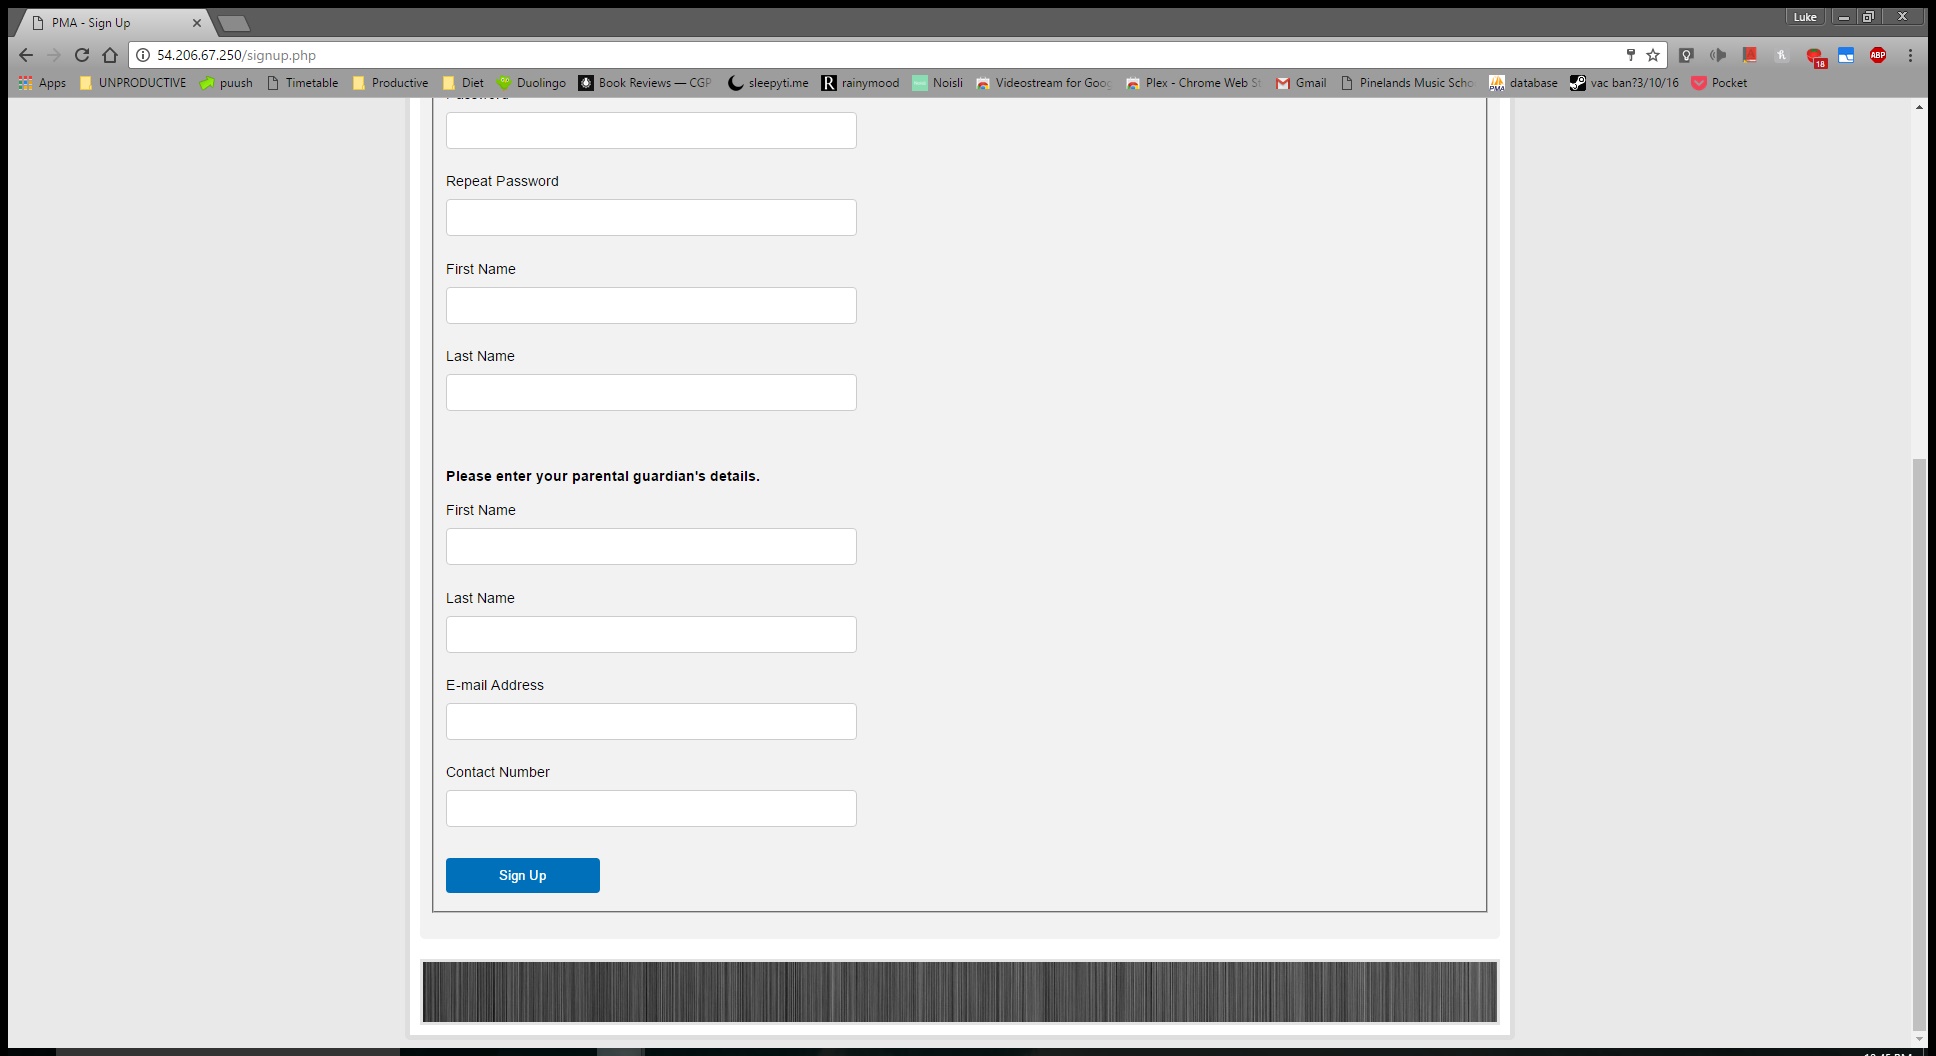 PMA - Sign Up
Luke
54.206.67.250/signup.php
18
ABP
Apps
UNPRODUCTIVE
puush
Timetable
Productive
Diet
Duolingo
Book Reviews — CGP
sleepyti.me
R
rainymood
Noisli
Videostream for Goog
Plex - Chrome Web St
Gmail
Pinelands Music Scho
PMA
database
vac ban?3/10/16
Pocket
Password
Repeat Password
First Name
Last Name
Please enter your parental guardian's details.
First Name
Last Name
E-mail Address
Contact Number
Sign Up